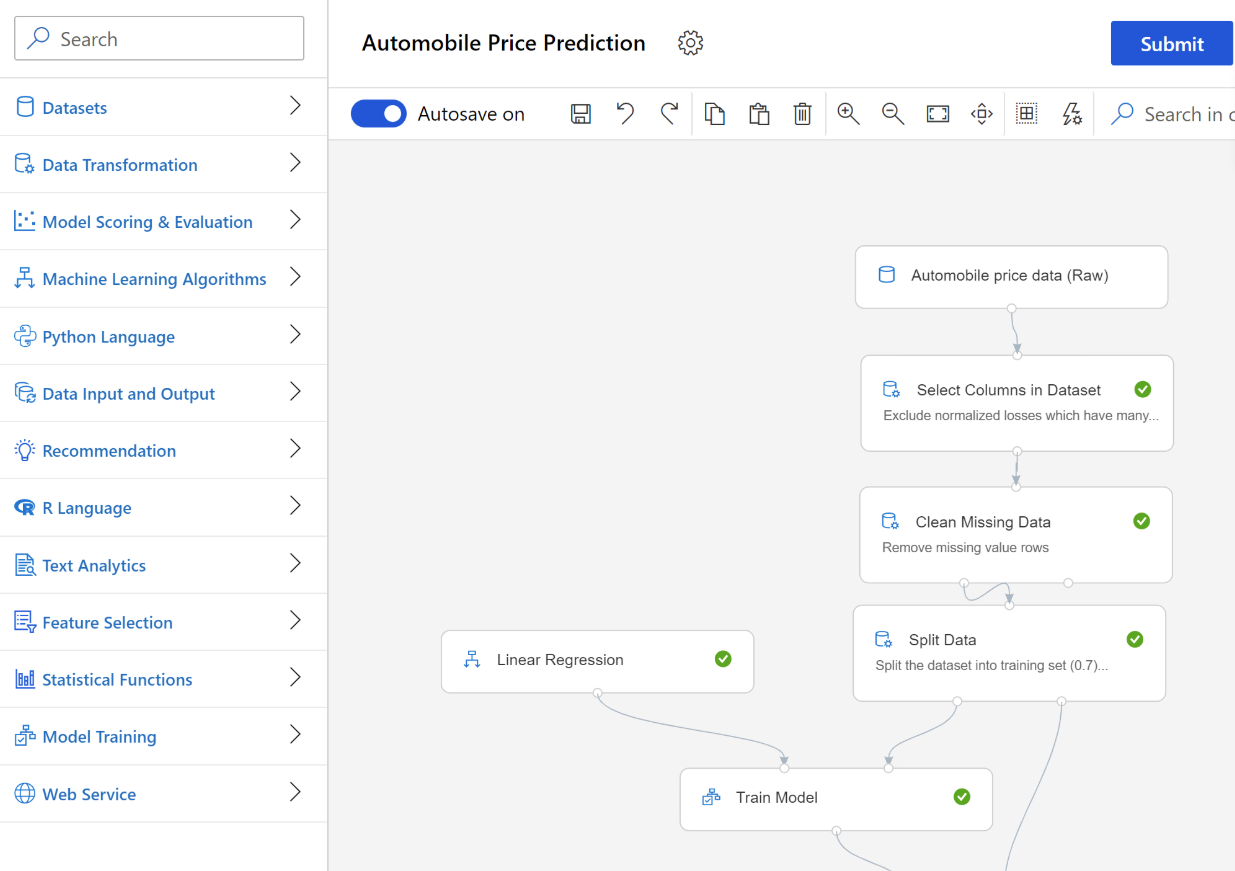 Search
Automobile Price Prediction
Submit
Datasets
Autosave on
Search in
Data Transformation
Model Scoring & Evaluation
Machine Learning Algorithms
Python Language
Data Input and Output
Recommendation
R Language
Text Analytics
Feature Selection
Statistical Functions
Model Training
Web Service
Automobile price data (Raw)
Select Columns in Dataset
Exclude normalized losses which have many...
Clean Missing Data
Remove missing value rows
Split Data
Split the dataset into training set (0.7)...
Linear Regression
Train Model